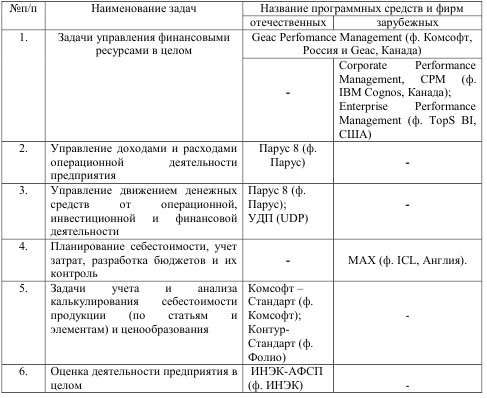 №п/п Наименование задач Название программных средств и фирм
отечественных зарубежных
1. Задачи управления финансовыми
ресурсами в целом
Geac Perfomance Management (ф. Комсофт,
Россия и Geac, Канада)
-
Corporate Performance
Management, CPM (ф.
IBM Cognos, Канада);
Enterprise Performance
Management (ф. TopS BI,
США)
2. Управление доходами и расходами
операционной деятельности
предприятия
Парус 8 (ф.
Парус)
-
3. Управление движением денежных
средств от операционной,
инвестиционной и финансовой
деятельности
Парус 8 (ф.
Парус);
УДП (UDP)
-
4. Планирование себестоимости, учет
затрат, разработка бюджетов и их
контроль
-
MAX (ф. ICL, Англия).
5. Задачи учета и анализа
калькулирования себестоимости
продукции (по статьям и
элементам) и ценообразования
Комсофт –
Стандарт (ф.
Комсофт);
Контур-
Стандарт (ф.
Фолио)
-
6. Оценка деятельности предприятия в
целом
ИНЭК-АФСП
(ф. ИНЭК)
-